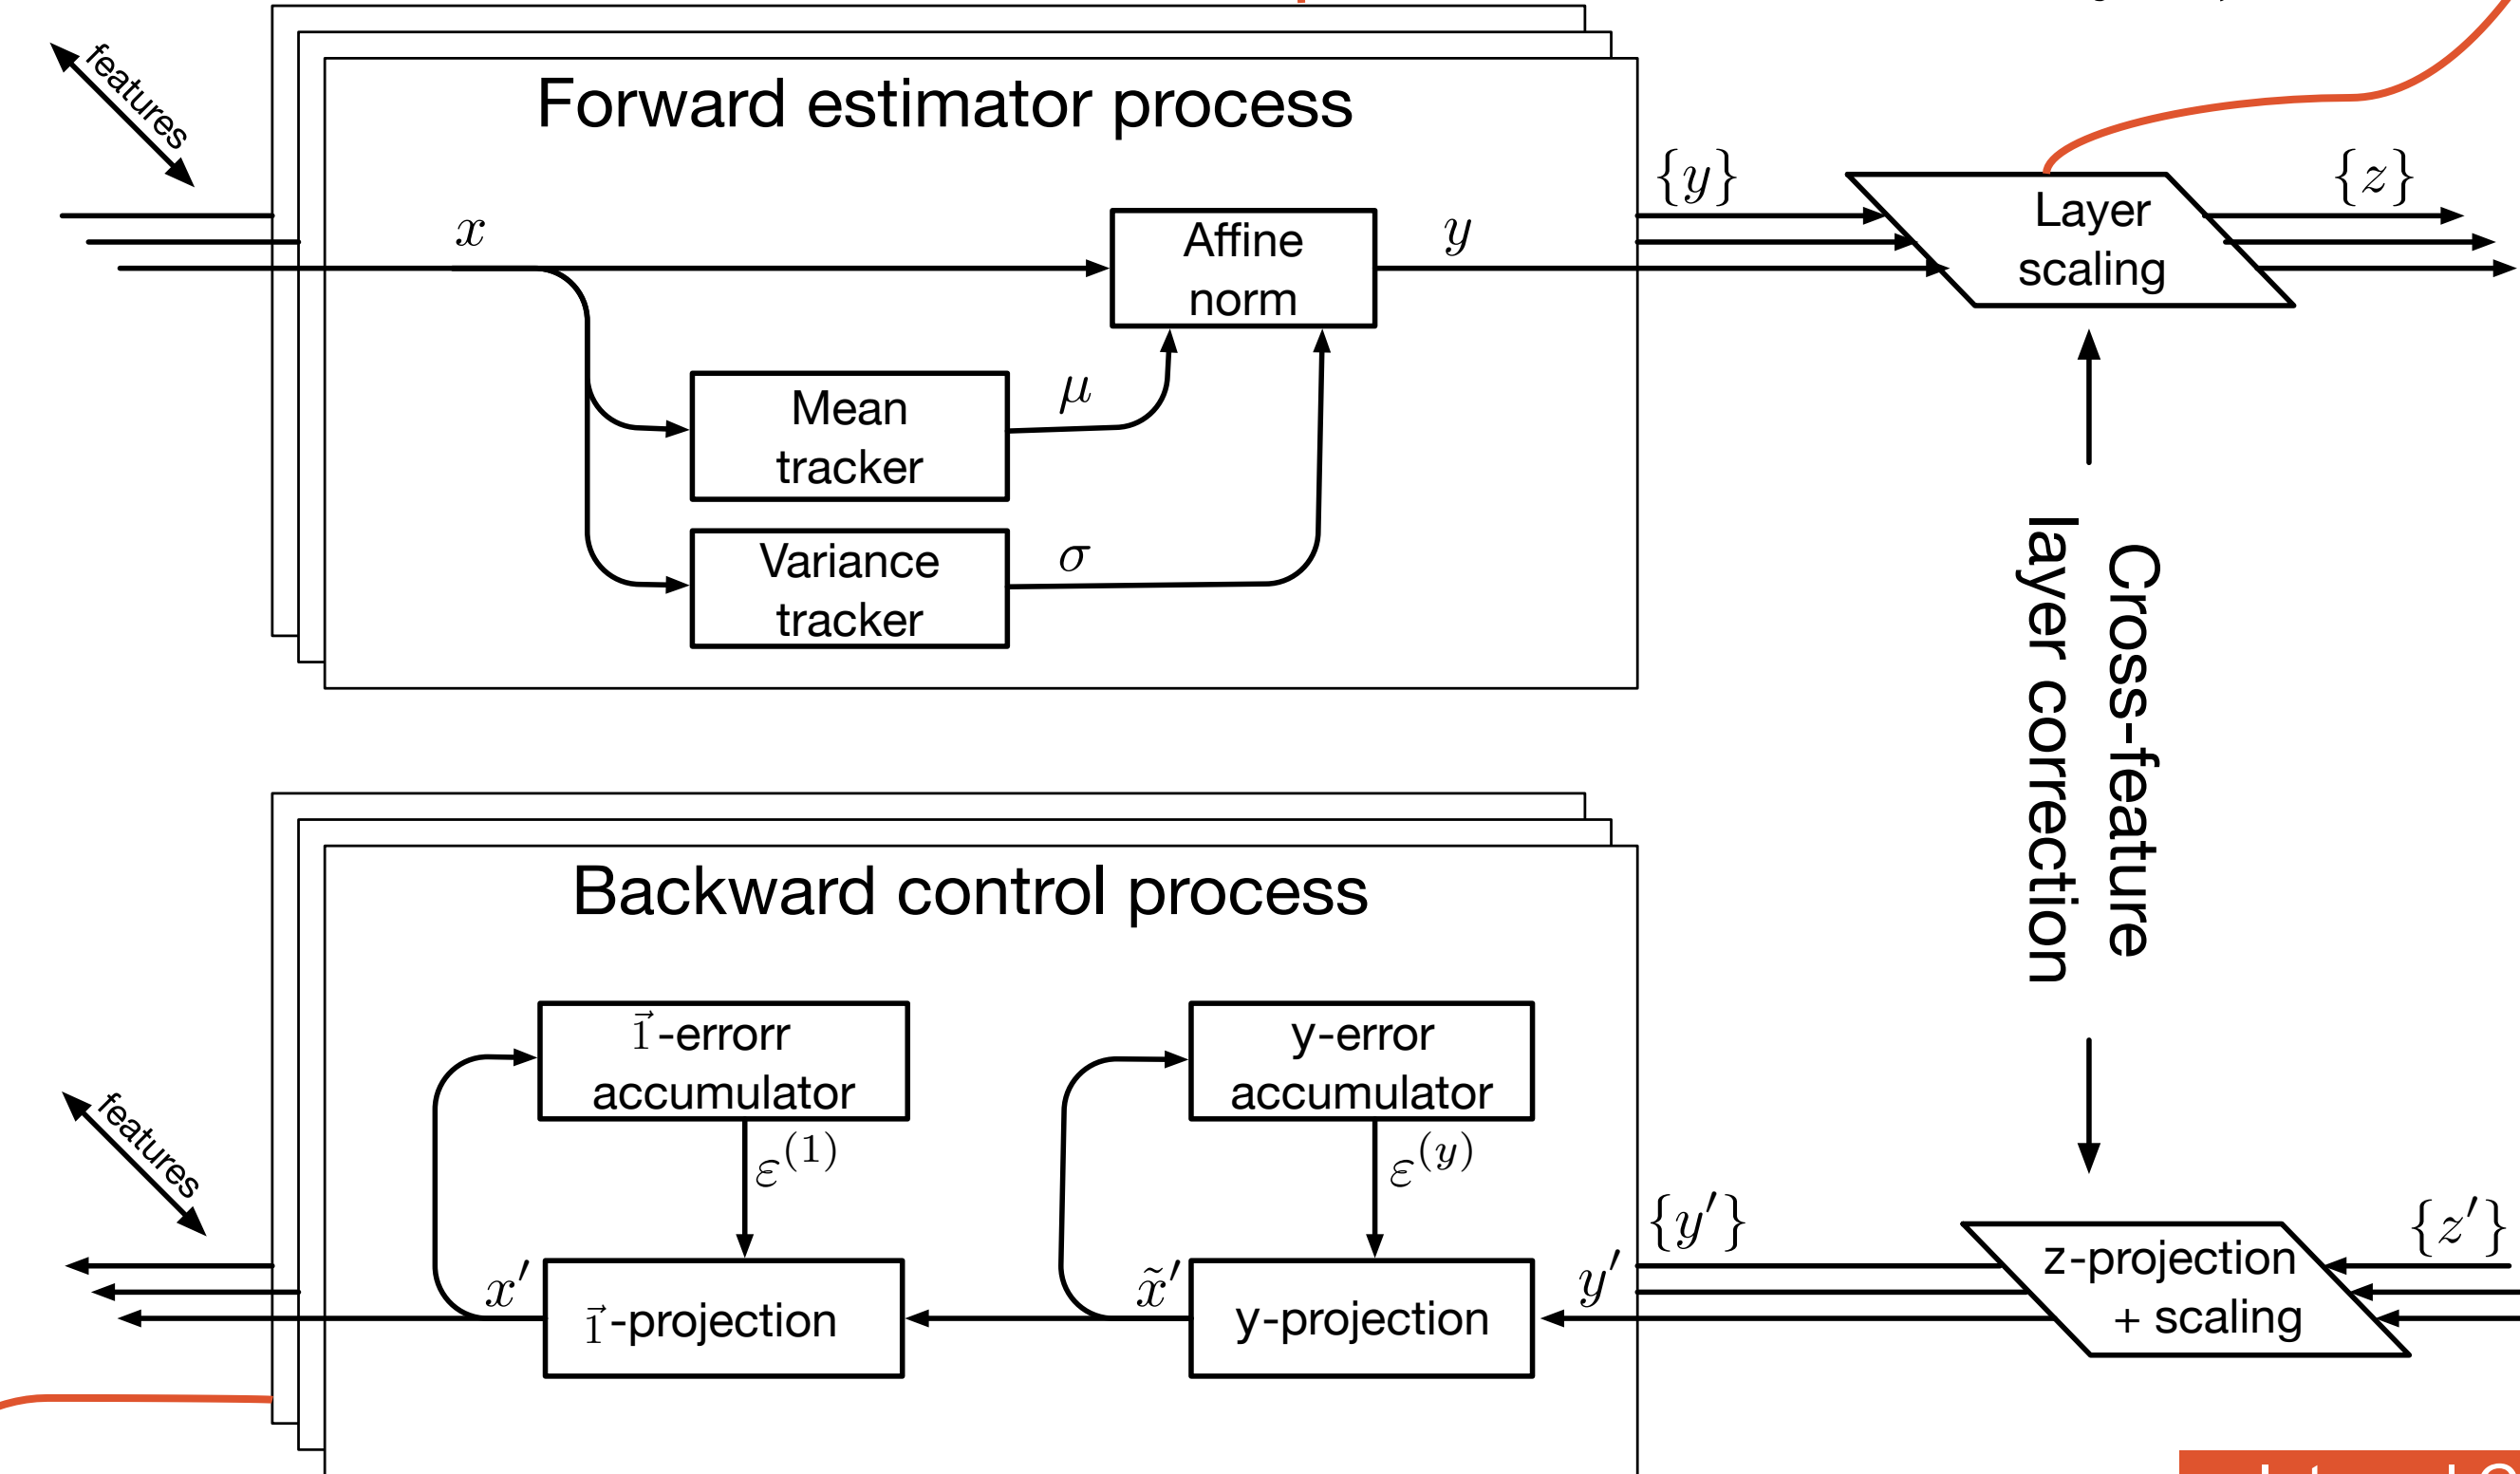 features
Forward estimator process
{y}
{z}
x
Affine
norm
y
Layer
scaling
Mean
tracker
μ
Variance
tracker
σ
Cross-feature
layer correction
Backward control process
1⃗-errorr
accumulator
y-error
accumulator
ε^(1)
ε^(y)
features
{y′}
{z′}
x′
1⃗-projection
x̃′
y-projection
y′
z-projection
+ scaling